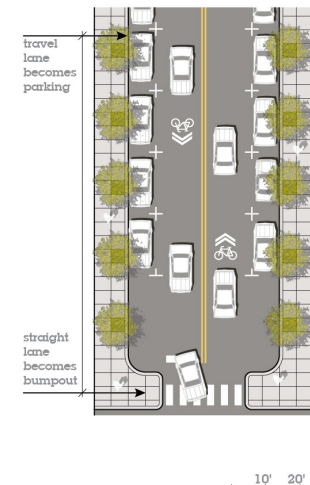 travel
lane
becomes
parking
straight
lane
becomes
bumpout
10' 20'